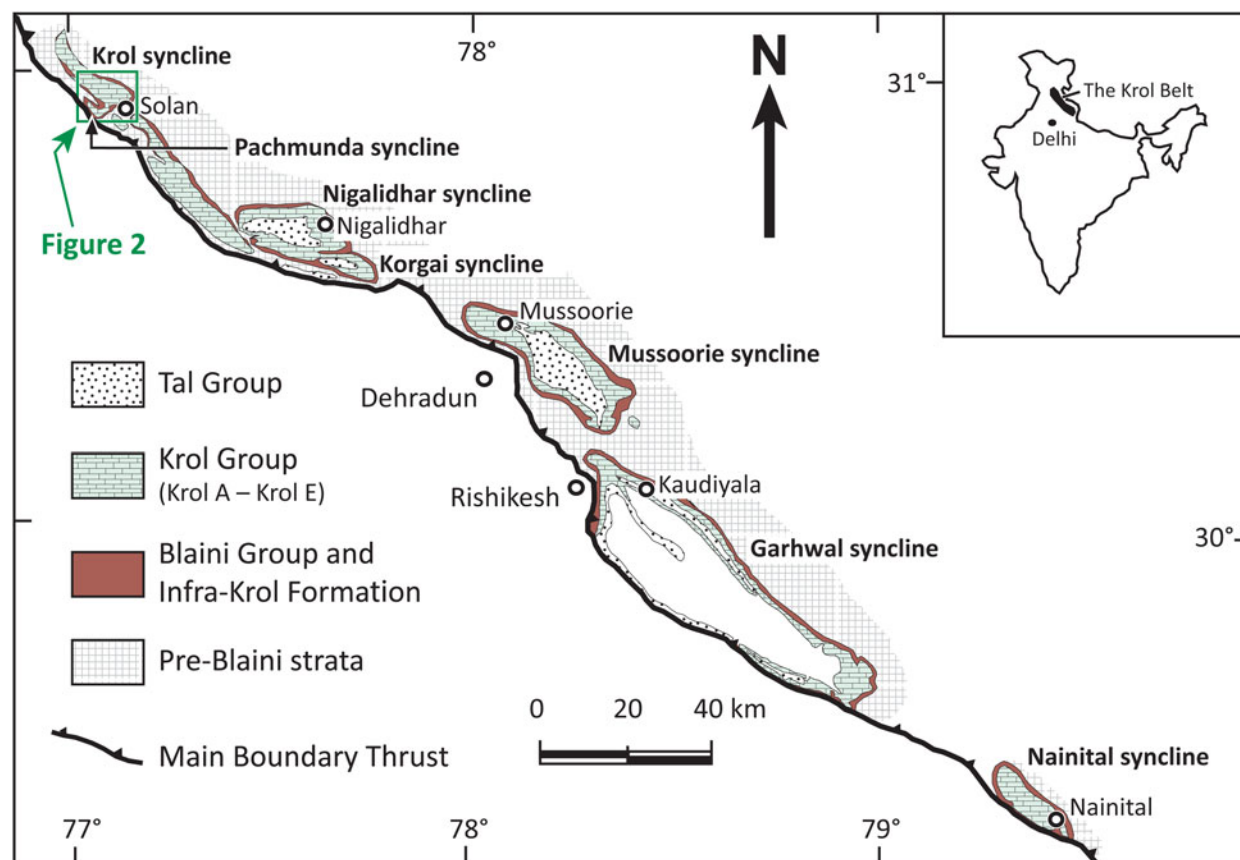 78°
31°
Krol syncline
Solan
Pachmunda syncline
Figure 2
N
The Krol Belt
Delhi
Nigalidhar syncline
Nigalidhar
Korgai syncline
Mussoorie
Mussoorie syncline
Dehradun
Tal Group
Krol Group
(Krol A – Krol E)
Rishikesh
Kaudiyala
30°
Garhwal syncline
Blaini Group and
Infra-Krol Formation
Pre-Blaini strata
0 20 40 km
Main Boundary Thrust
Nainital syncline
Nainital
77°
78°
79°